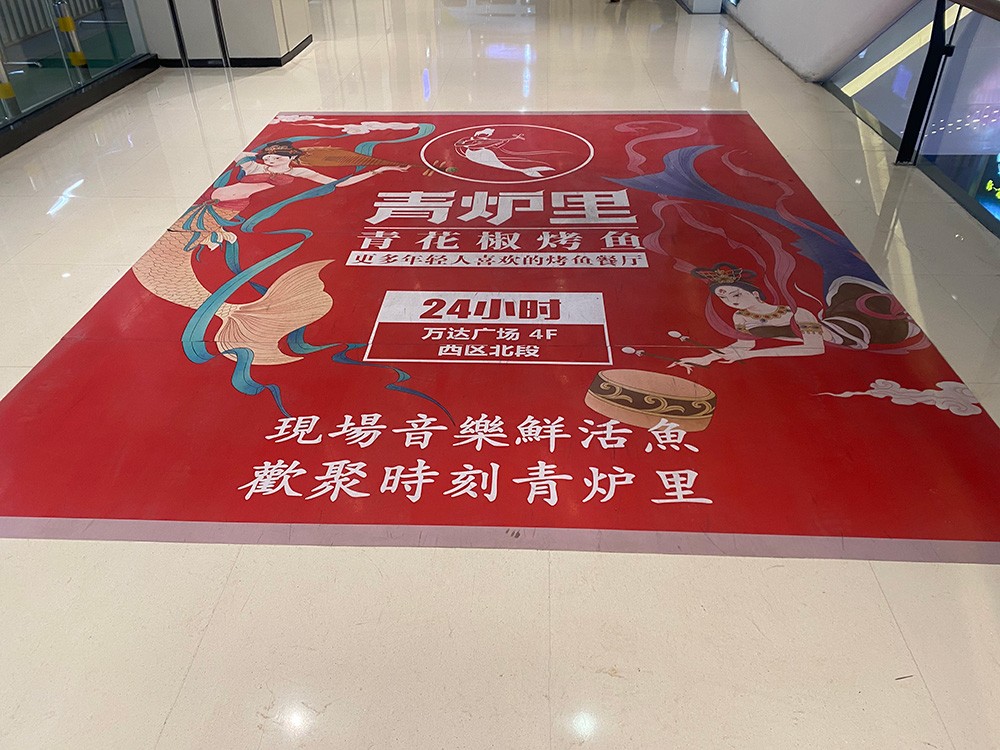 青炉里
青花椒烤鱼
更多年轻人喜欢的烤鱼餐厅
24小时
万达广场 4F
西区北段
現場音樂鮮活魚
歡聚時刻青炉里